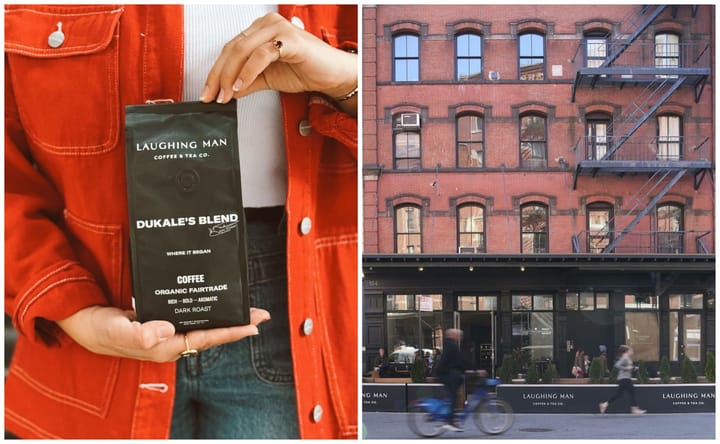 LAUGHING MAN
COFFEE & TEA CO.
DUKALE'S BLEND
WHERE IT BEGAN
COFFEE
ORGANIC FAIRTRADE
RICH — BOLD — AROMATIC
DARK ROAST
184
LAUGHING MAN
COFFEE & TEA CO.
LAUGHING MAN
COFFEE & TEA CO.